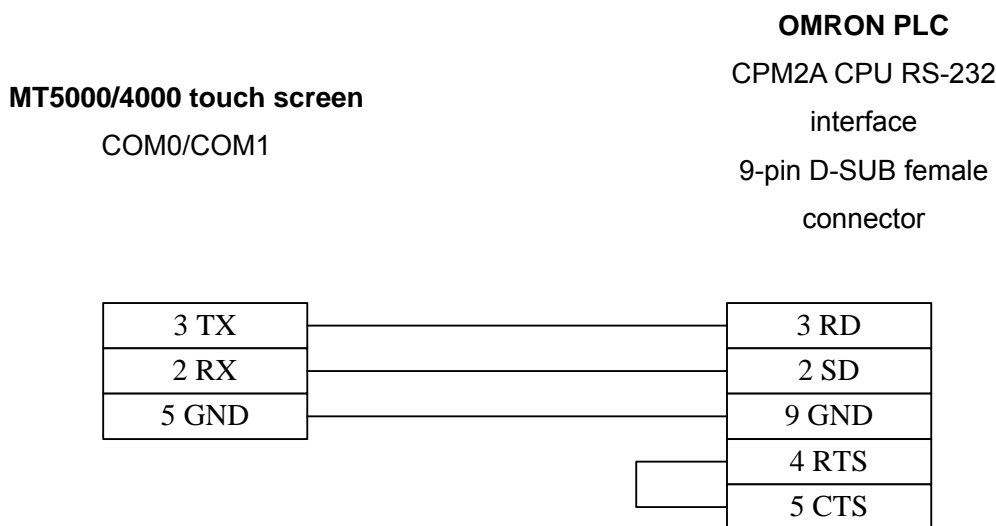 OMRON PLC
CPM2A CPU RS-232
interface
9-pin D-SUB female
connector
MT5000/4000 touch screen
COM0/COM1
3 TX
2 RX
5 GND
3 RD
2 SD
9 GND
4 RTS
5 CTS